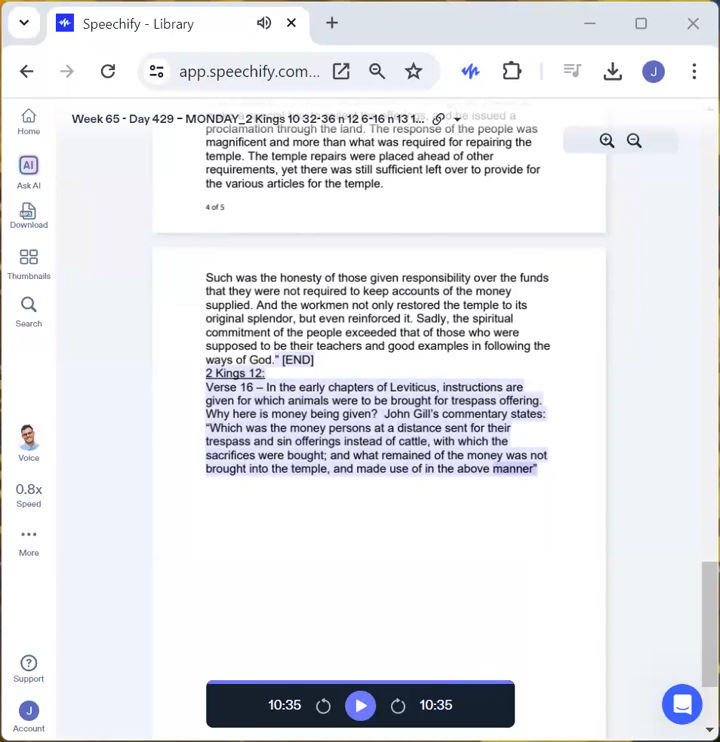 Speechify - Library
app.speechify.com...
Week 65 - Day 429 – MONDAY_2 Kings 10 32-36 n 12 6-16 n 13 1...
be issued a
proclamation through the land. The response of the people was
magnificent and more than what was required for repairing the
temple. The temple repairs were placed ahead of other
requirements, yet there was still sufficient left over to provide for
the various articles for the temple.
4 of 5
Such was the honesty of those given responsibility over the funds
that they were not required to keep accounts of the money
supplied. And the workmen not only restored the temple to its
original splendor, but even reinforced it. Sadly, the spiritual
commitment of the people exceeded that of those who were
supposed to be their teachers and good examples in following the
ways of God.” [END]
2 Kings 12:
Verse 16 – In the early chapters of Leviticus, instructions are
given for which animals were to be brought for trespass offering.
Why here is money being given?  John Gill’s commentary states:
“Which was the money persons at a distance sent for their
trespass and sin offerings instead of cattle, with which the
sacrifices were bought; and what remained of the money was not
brought into the temple, and made use of in the above manner”
Home
AI
Ask AI
Download
Thumbnails
Search
Voice
0.8x
Speed
More
Support
J
Account
J
10:35
10:35